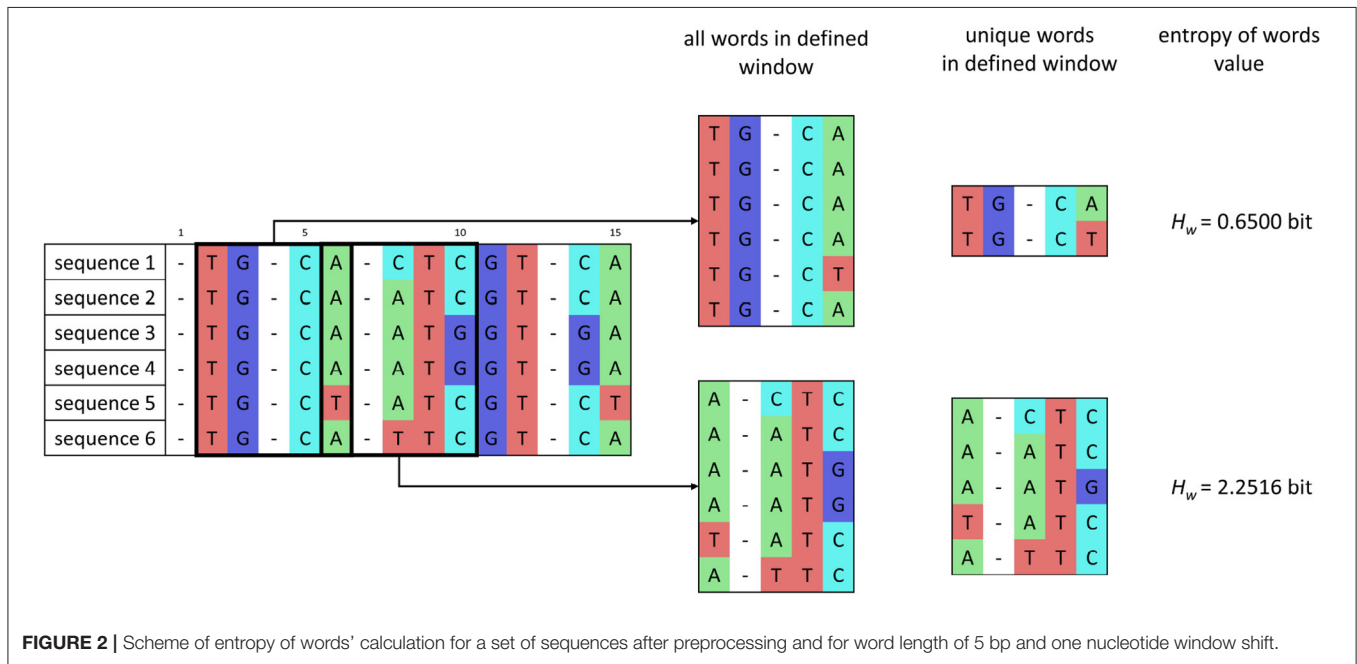 all words in defined window
unique words in defined window
entropy of words value
T G - C A
T G - C A
T G - C A
T G - C A
T G - C T
T G - C A
T G - C A
T G - C T
H_w = 0.6500 bit
1 5 10 15
sequence 1 - T G - C A - C T C G T - C A
sequence 2 - T G - C A - A T C G T - C A
sequence 3 - T G - C A - A T G G T - G A
sequence 4 - T G - C A - A T G G T - G A
sequence 5 - T G - C T - A T C G T - C T
sequence 6 - T G - C A - T T C G T - C A
A - C T C
A - A T C
A - A T G
A - A T G
T - A T C
A - T T C
A - C T C
A - A T C
A - A T G
T - A T C
A - T T C
H_w = 2.2516 bit
FIGURE 2 | Scheme of entropy of words' calculation for a set of sequences after preprocessing and for word length of 5 bp and one nucleotide window shift.